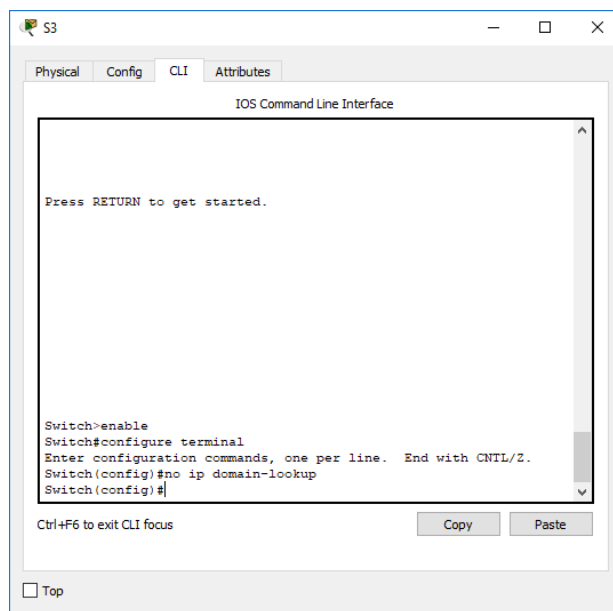 S3
Physical Config CLI Attributes
IOS Command Line Interface
Press RETURN to get started.
Switch>enable
Switch#configure terminal
Enter configuration commands, one per line.  End with CNTL/Z.
Switch(config)#no ip domain-lookup
Switch(config)#
Ctrl+F6 to exit CLI focus
Copy Paste
Top